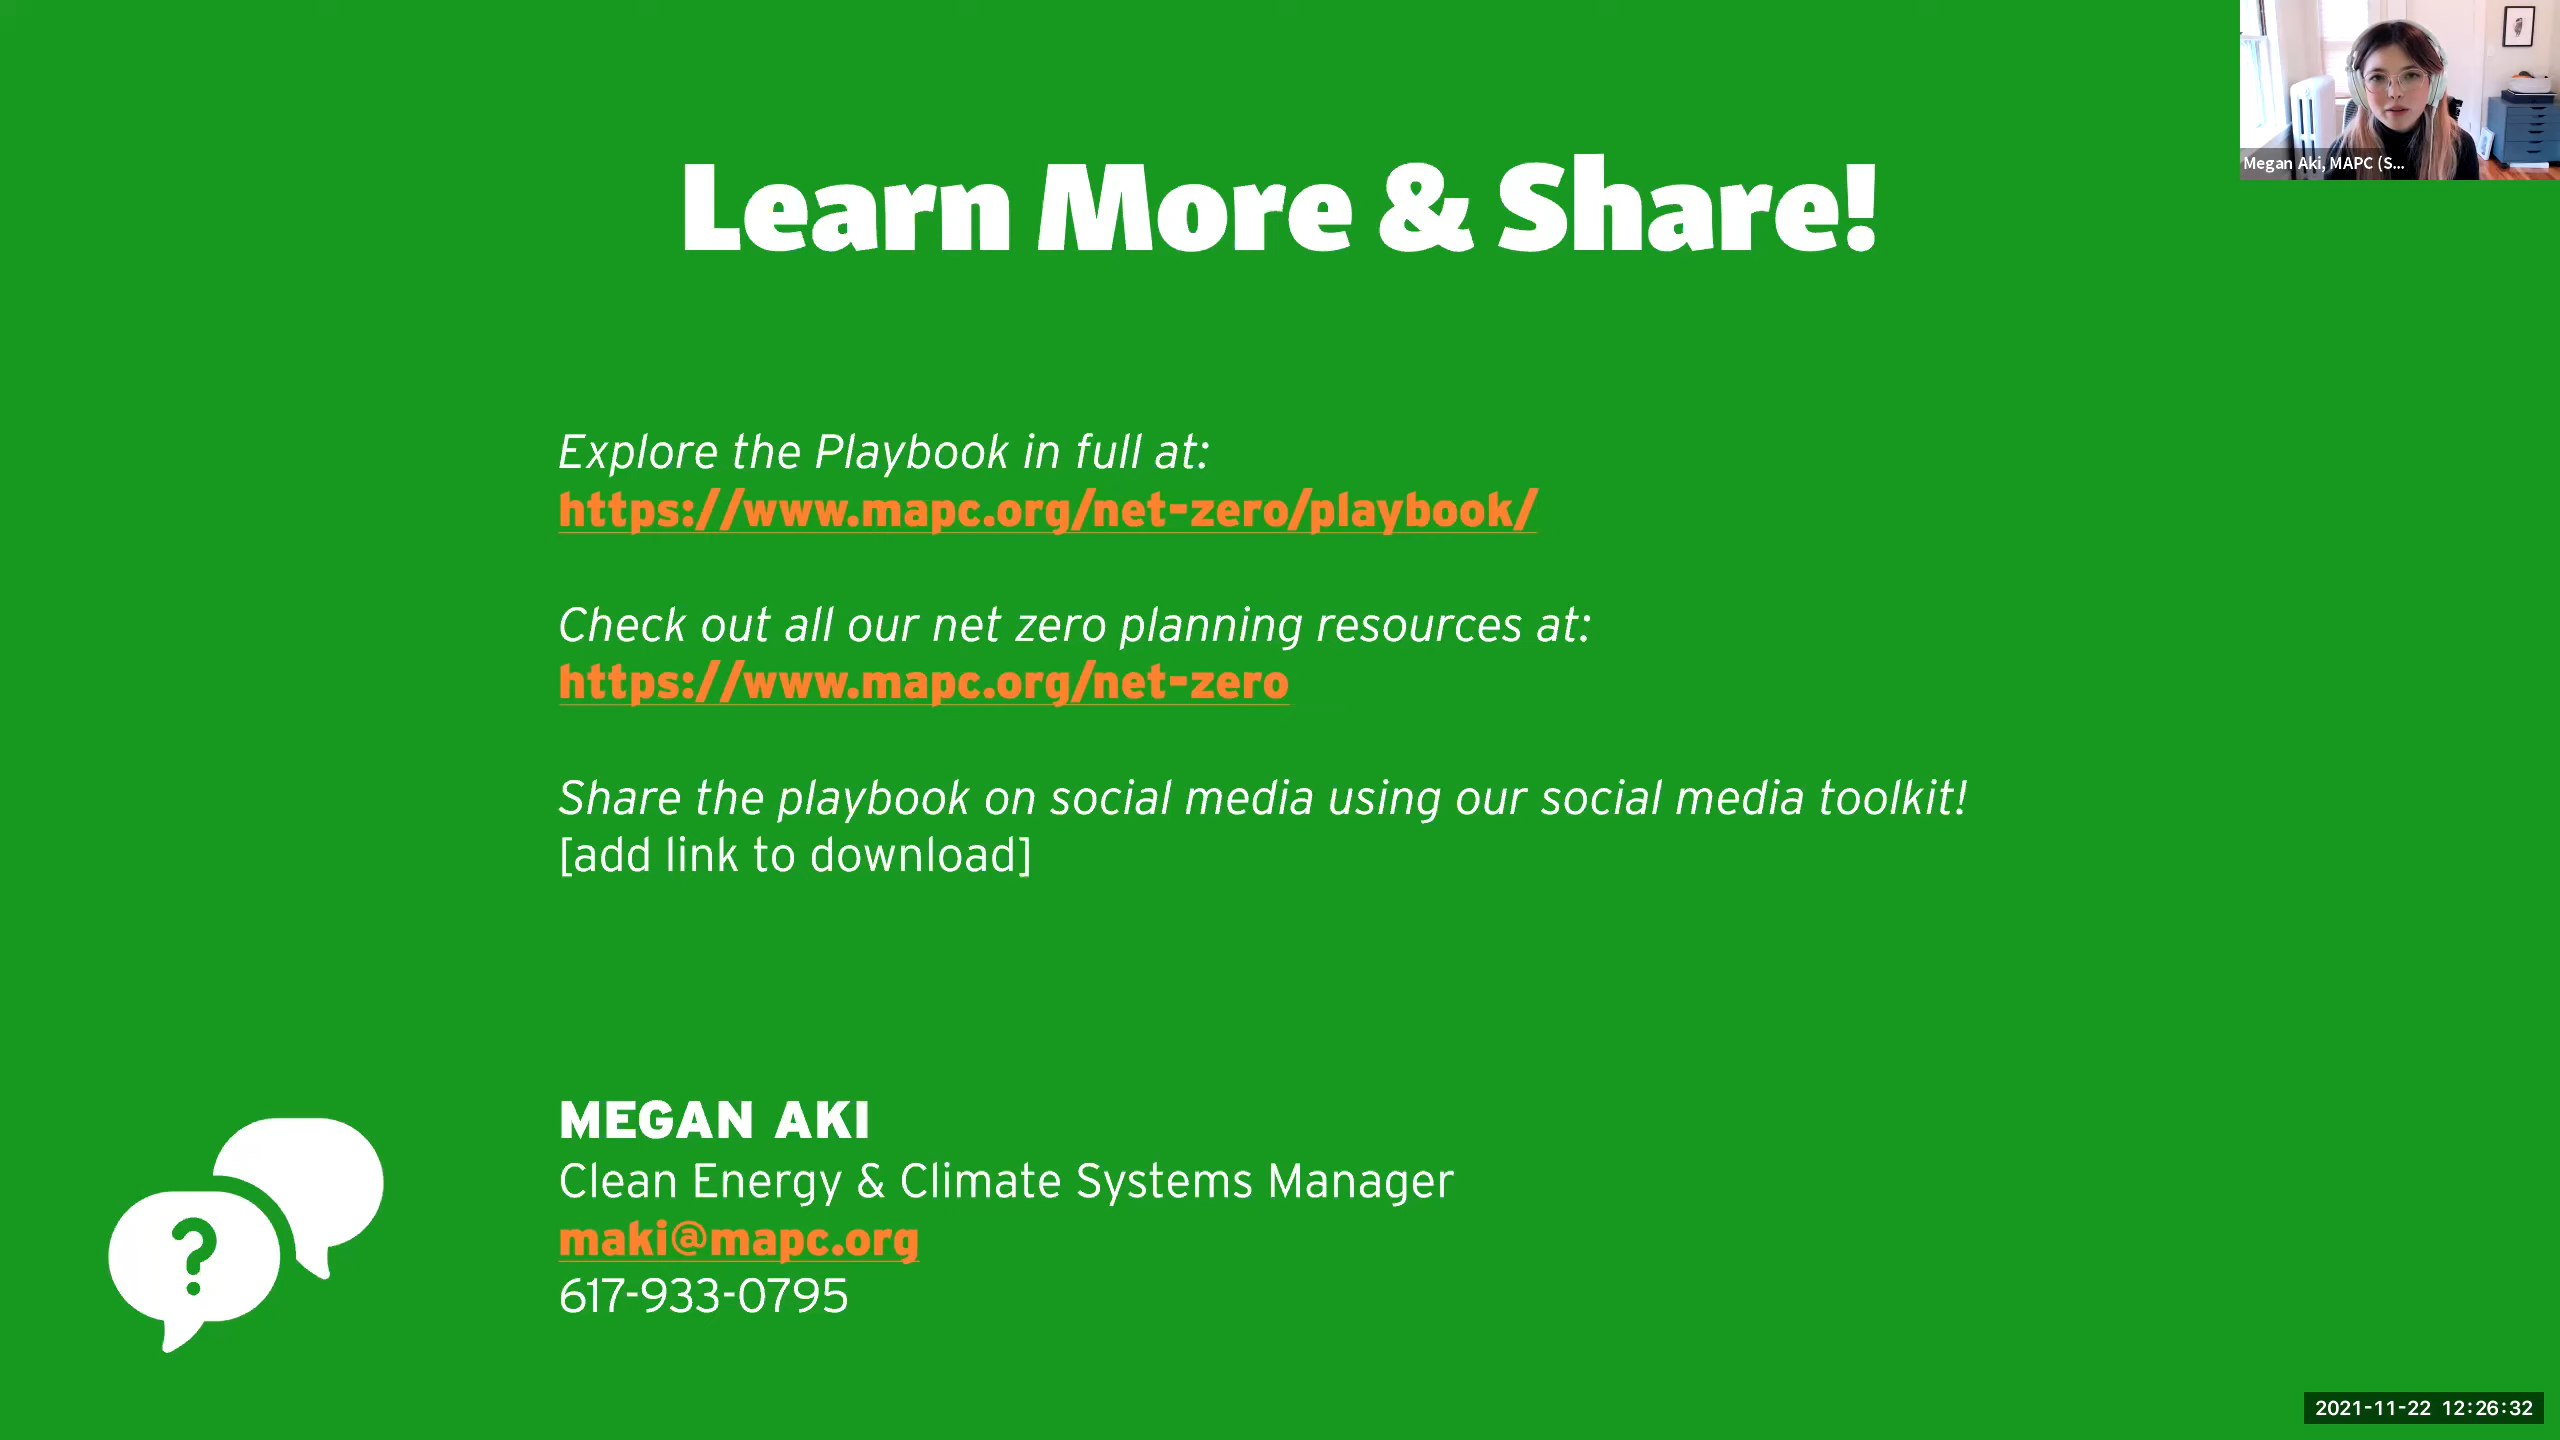 Learn More & Share!
Megan Aki, MAPC (S...
Explore the Playbook in full at:
https://www.mapc.org/net-zero/playbook/
Check out all our net zero planning resources at:
https://www.mapc.org/net-zero
Share the playbook on social media using our social media toolkit!
[add link to download]
MEGAN AKI
Clean Energy & Climate Systems Manager
maki@mapc.org
617-933-0795
?
2021-11-22 12:26:32